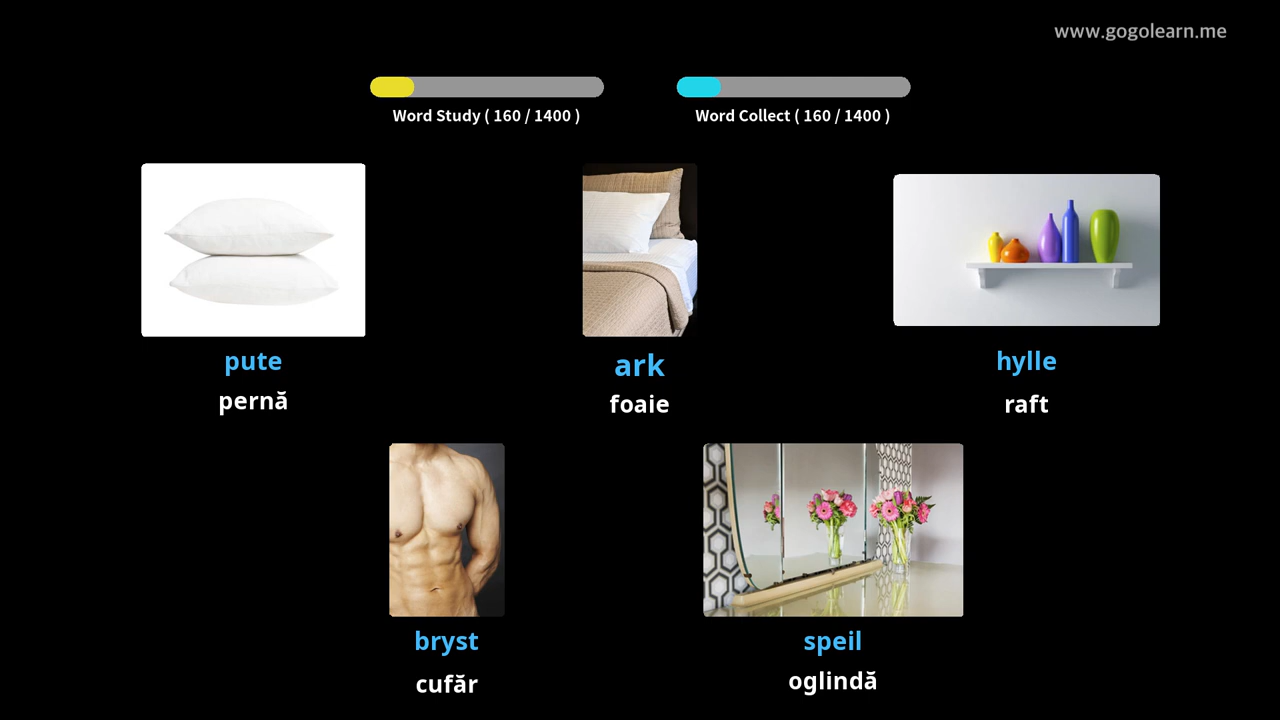 www.gogolearn.me
Word Study ( 160 / 1400 )
Word Collect ( 160 / 1400 )
pute
pernă
ark
foaie
hylle
raft
bryst
cufăr
speil
oglindă